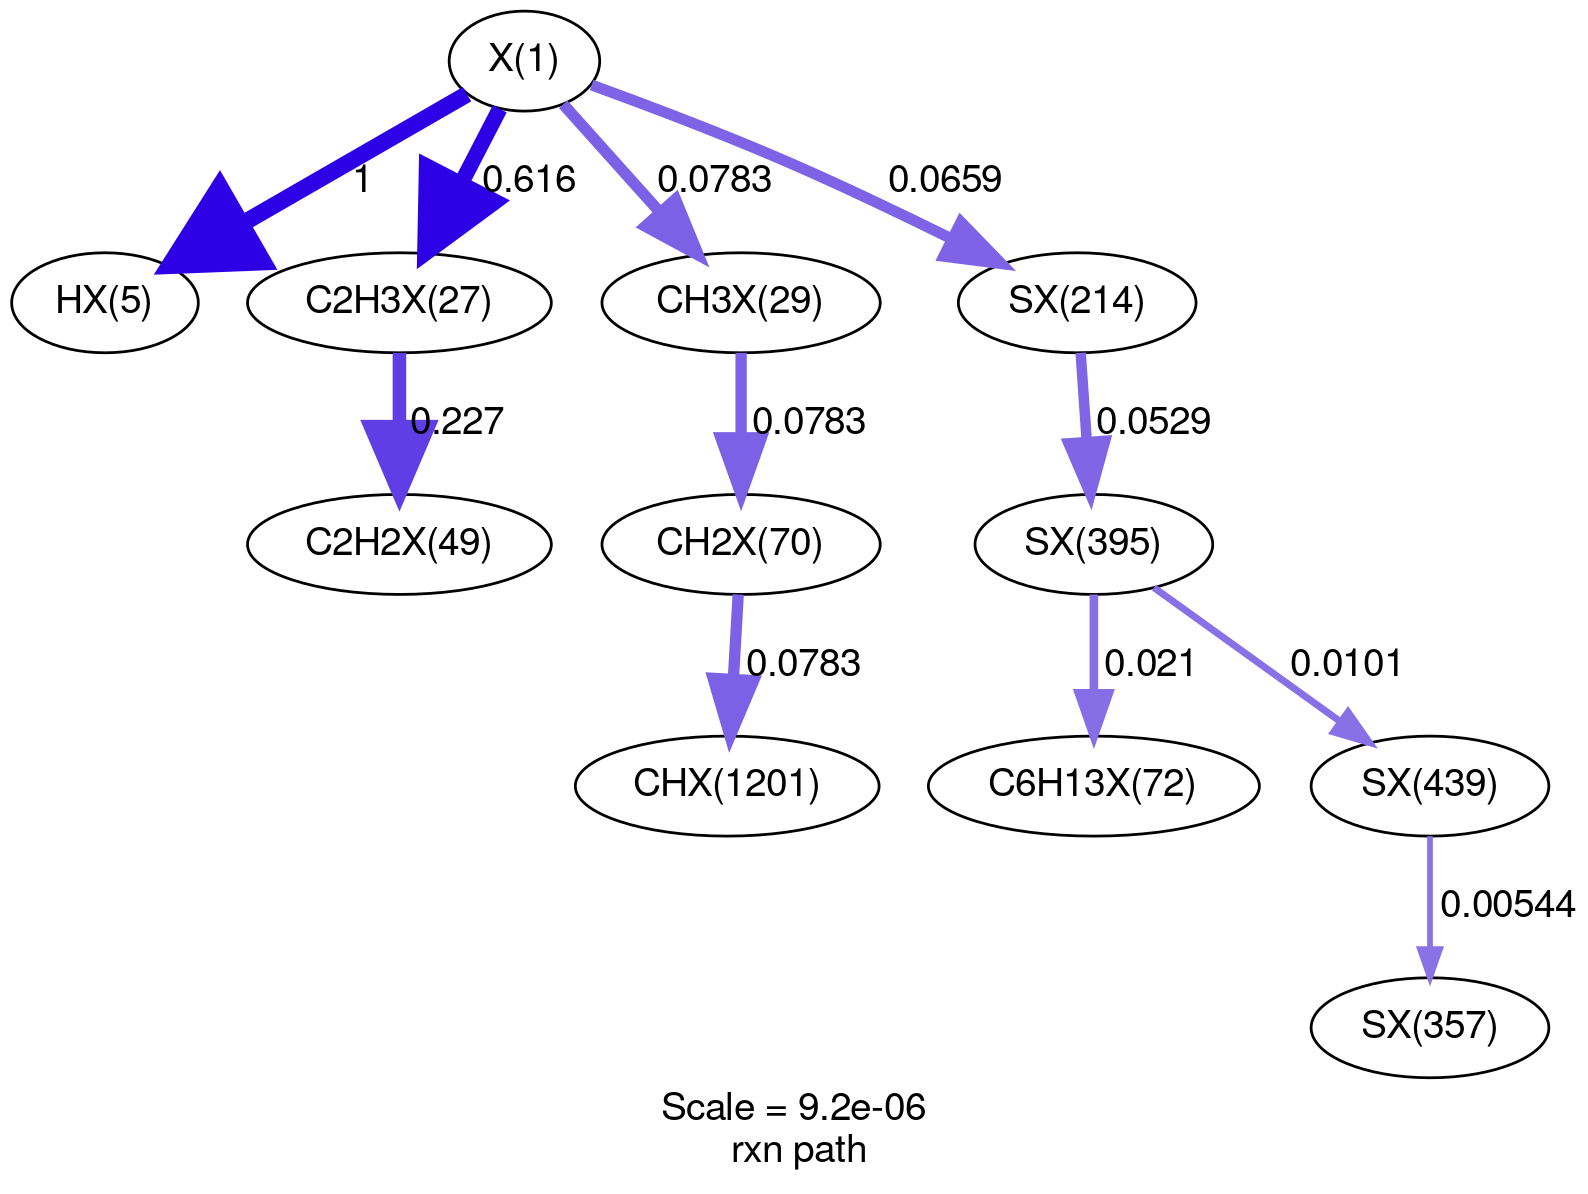 X(1)
1
0.616
0.0783
0.0659
HX(5)
C2H3X(27)
CH3X(29)
SX(214)
0.227
0.0783
0.0529
C2H2X(49)
CH2X(70)
SX(395)
0.0783
0.021
0.0101
CHX(1201)
C6H13X(72)
SX(439)
0.00544
SX(357)
Scale = 9.2e-06
rxn path